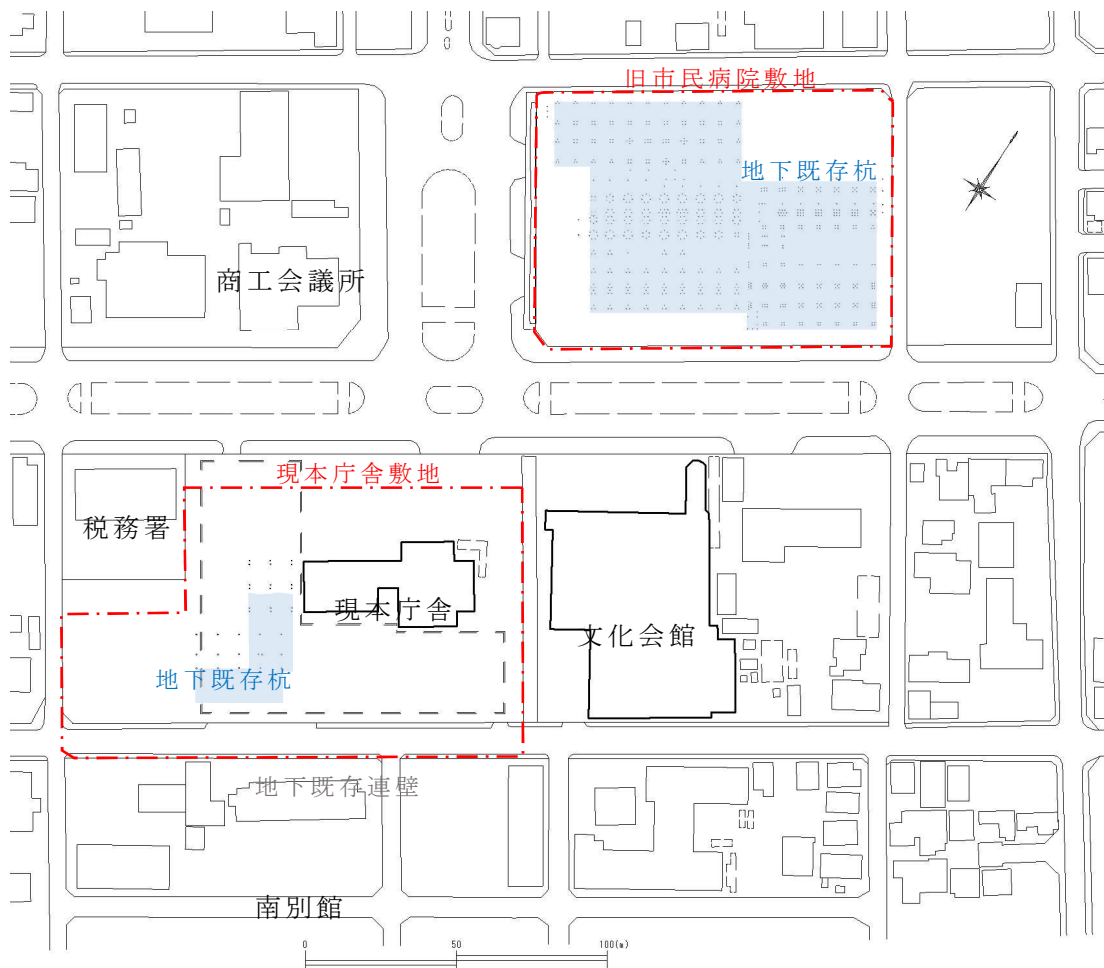 旧市民病院敷地
地下既存杭
商工会議所
現本庁舎敷地
税務署
現本庁舎
文化会館
地下既存杭
地下既存連壁
南別館
0 50 100(m)